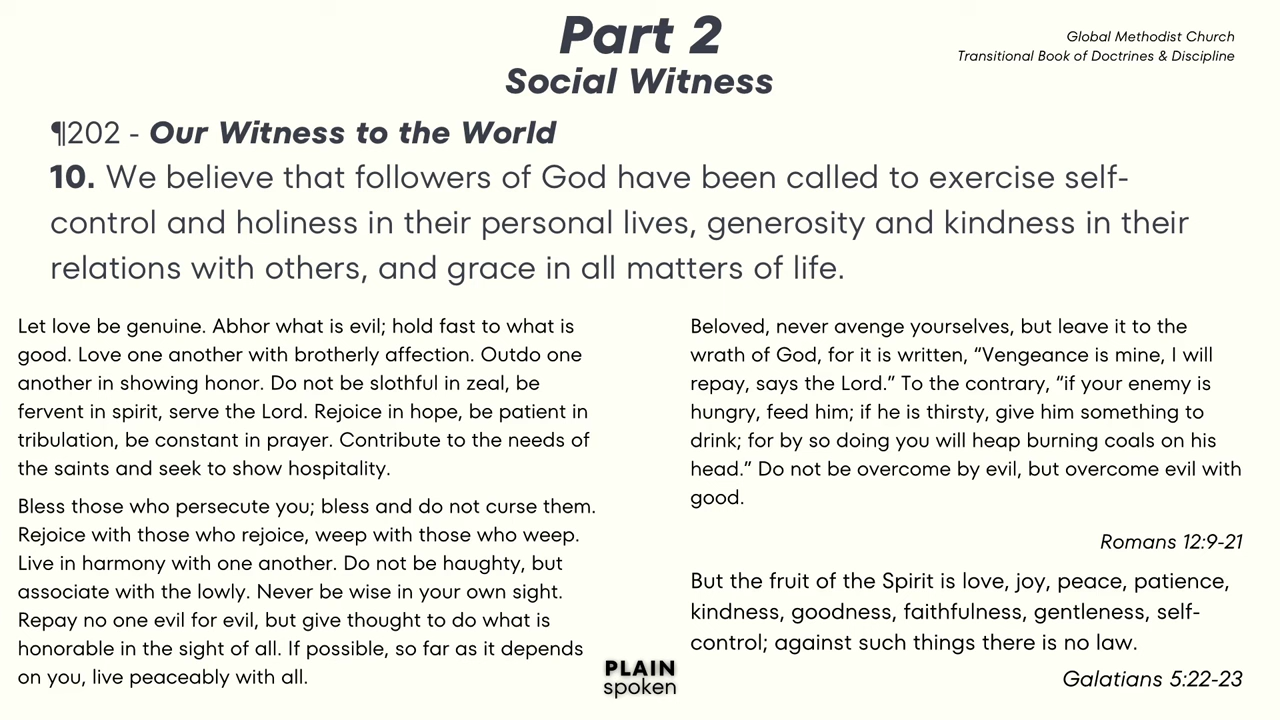 Part 2
Social Witness
Global Methodist Church
Transitional Book of Doctrines & Discipline
¶202 - Our Witness to the World
10. We believe that followers of God have been called to exercise self-
control and holiness in their personal lives, generosity and kindness in their
relations with others, and grace in all matters of life.
Let love be genuine. Abhor what is evil; hold fast to what is
good. Love one another with brotherly affection. Outdo one
another in showing honor. Do not be slothful in zeal, be
fervent in spirit, serve the Lord. Rejoice in hope, be patient in
tribulation, be constant in prayer. Contribute to the needs of
the saints and seek to show hospitality.
Bless those who persecute you; bless and do not curse them.
Rejoice with those who rejoice, weep with those who weep.
Live in harmony with one another. Do not be haughty, but
associate with the lowly. Never be wise in your own sight.
Repay no one evil for evil, but give thought to do what is
honorable in the sight of all. If possible, so far as it depends
on you, live peaceably with all.
Beloved, never avenge yourselves, but leave it to the
wrath of God, for it is written, “Vengeance is mine, I will
repay, says the Lord.” To the contrary, “if your enemy is
hungry, feed him; if he is thirsty, give him something to
drink; for by so doing you will heap burning coals on his
head.” Do not be overcome by evil, but overcome evil with
good.
Romans 12:9-21
But the fruit of the Spirit is love, joy, peace, patience,
kindness, goodness, faithfulness, gentleness, self-
control; against such things there is no law.
Galatians 5:22-23
PLAIN
spoken